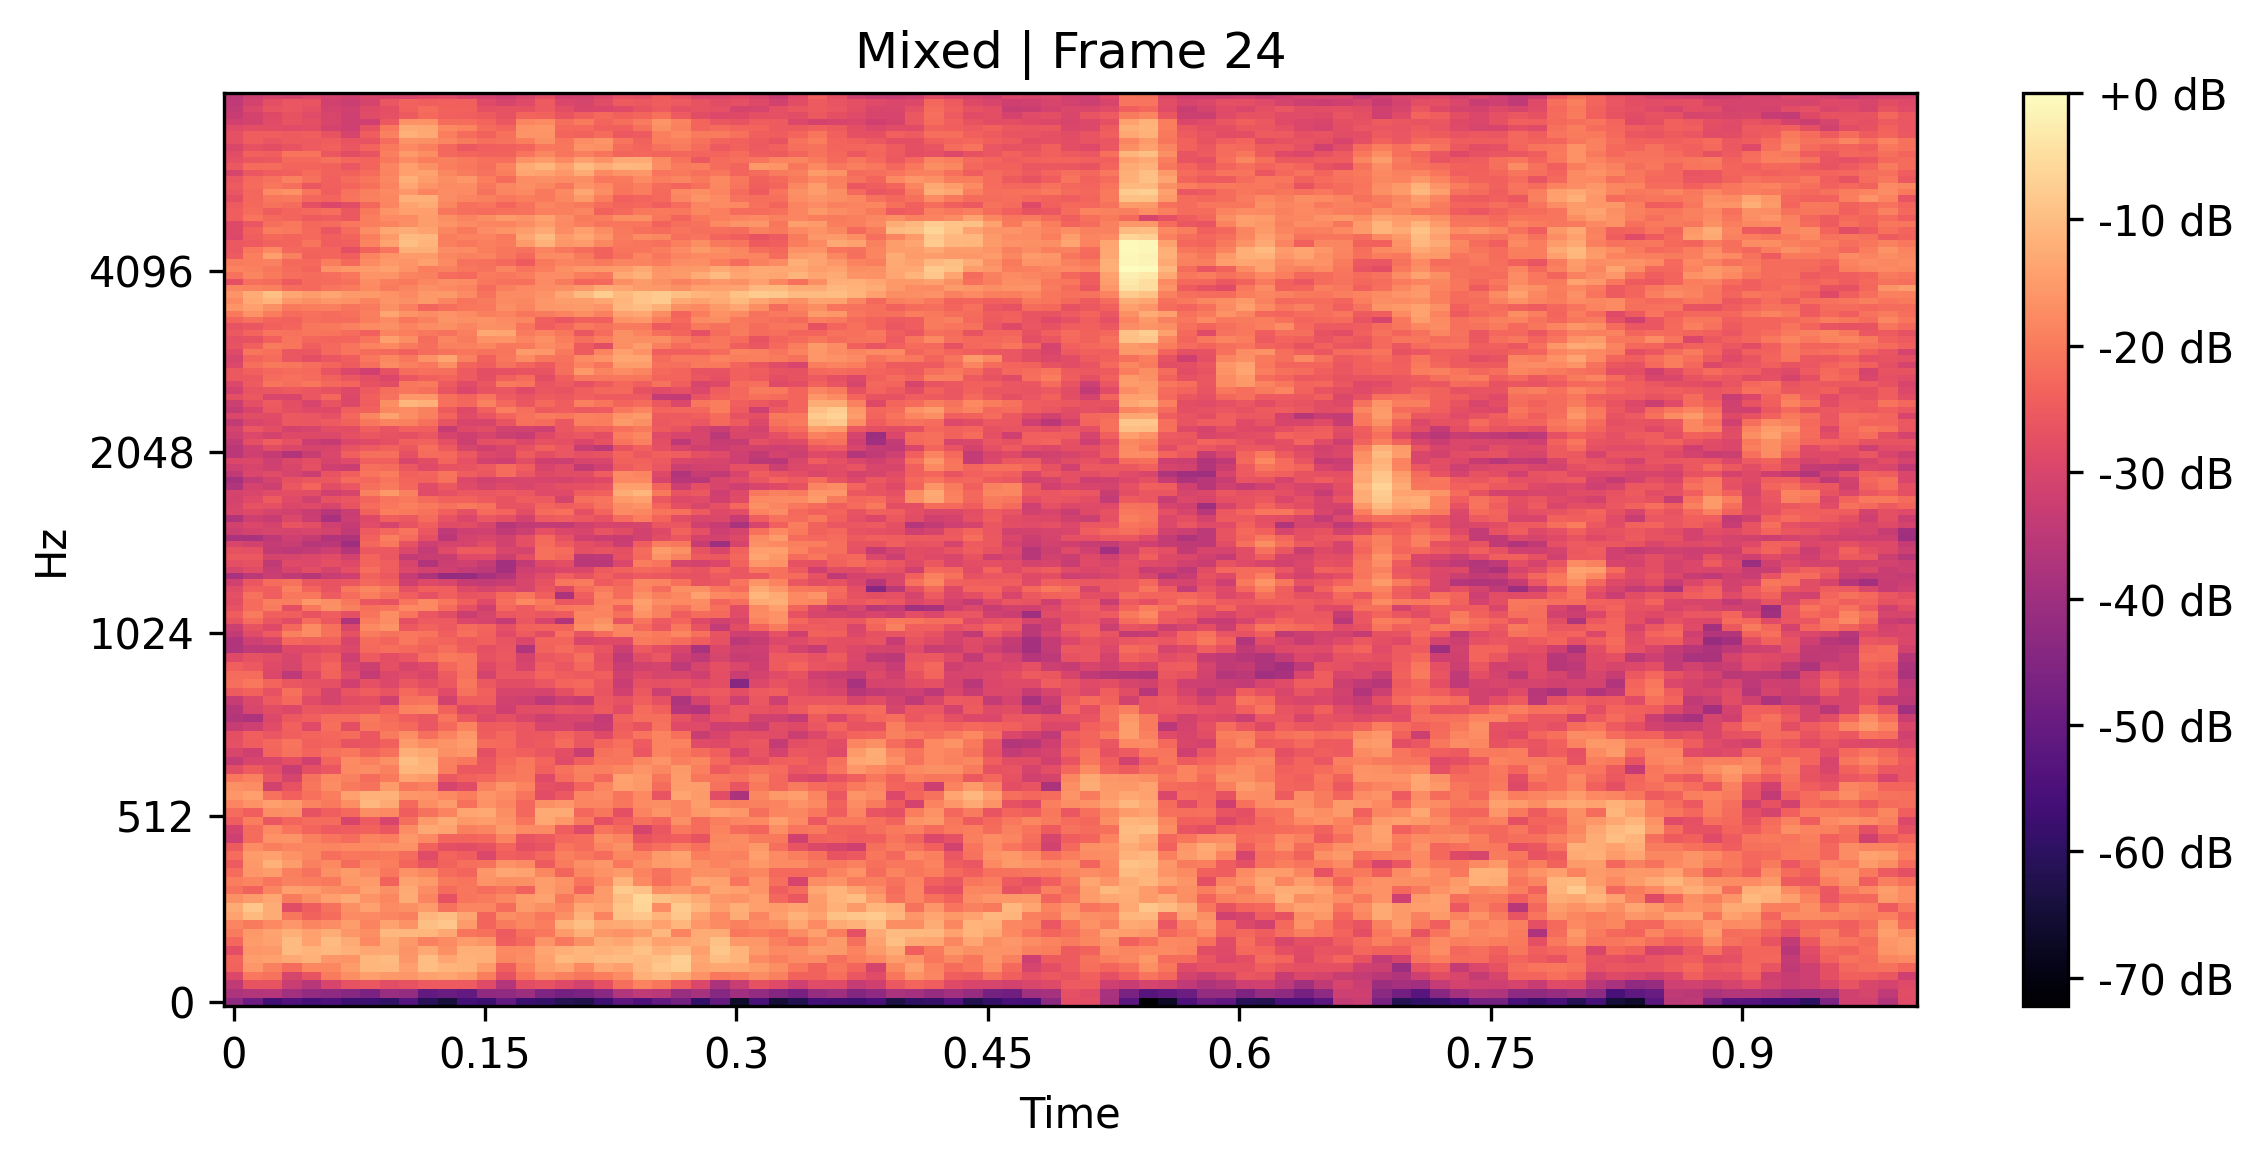 Mixed | Frame 24
+0 dB
-10 dB
-20 dB
-30 dB
-40 dB
-50 dB
-60 dB
-70 dB
Hz
4096
2048
1024
512
0
0 0.15 0.3 0.45 0.6 0.75 0.9
Time